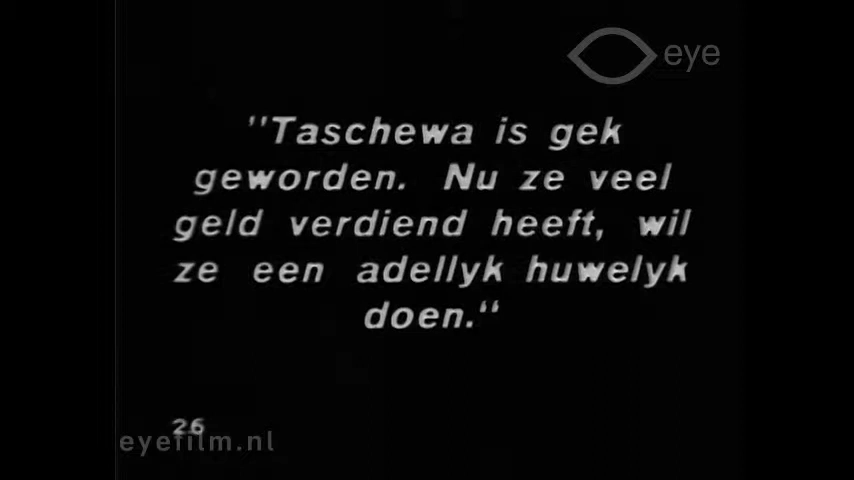 eye
"Taschewa is gek
geworden. Nu ze veel
geld verdiend heeft, wil
ze een adellyk huwelyk
doen."
26
eyefilm.nl